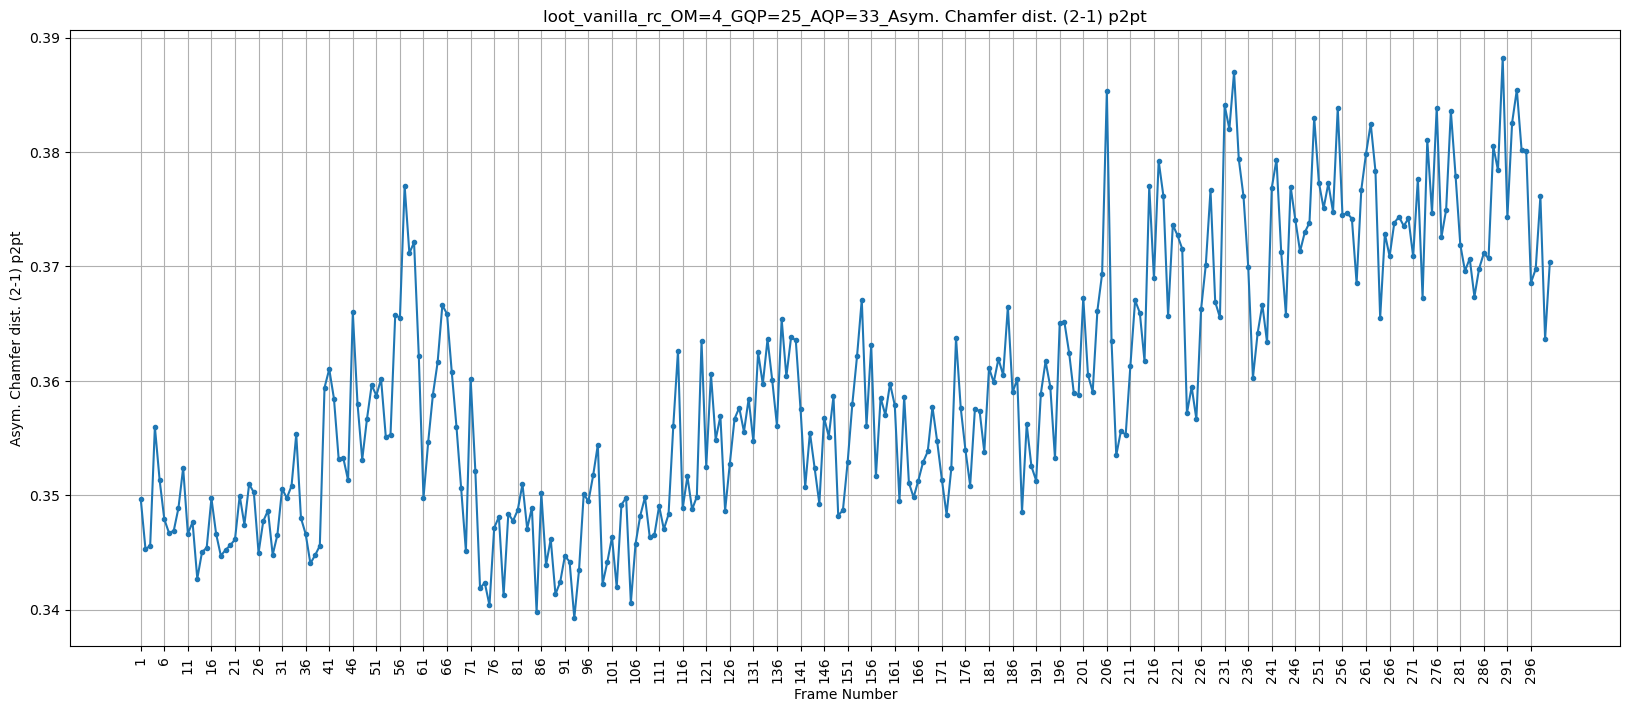 loot_vanilla_rc_OM=4_GQP=25_AQP=33_Asym. Chamfer dist. (2-1) p2pt
Asym. Chamfer dist. (2-1) p2pt
0.39
0.38
0.37
0.36
0.35
0.34
1 6 11 16 21 26 31 36 41 46 51 56 61 66 71 76 81 86 91 96 101 106 111 116 121 126 131 136 141 146 151 156 161 166 171 176 181 186 191 196 201 206 211 216 221 226 231 236 241 246 251 256 261 266 271 276 281 286 291 296
Frame Number